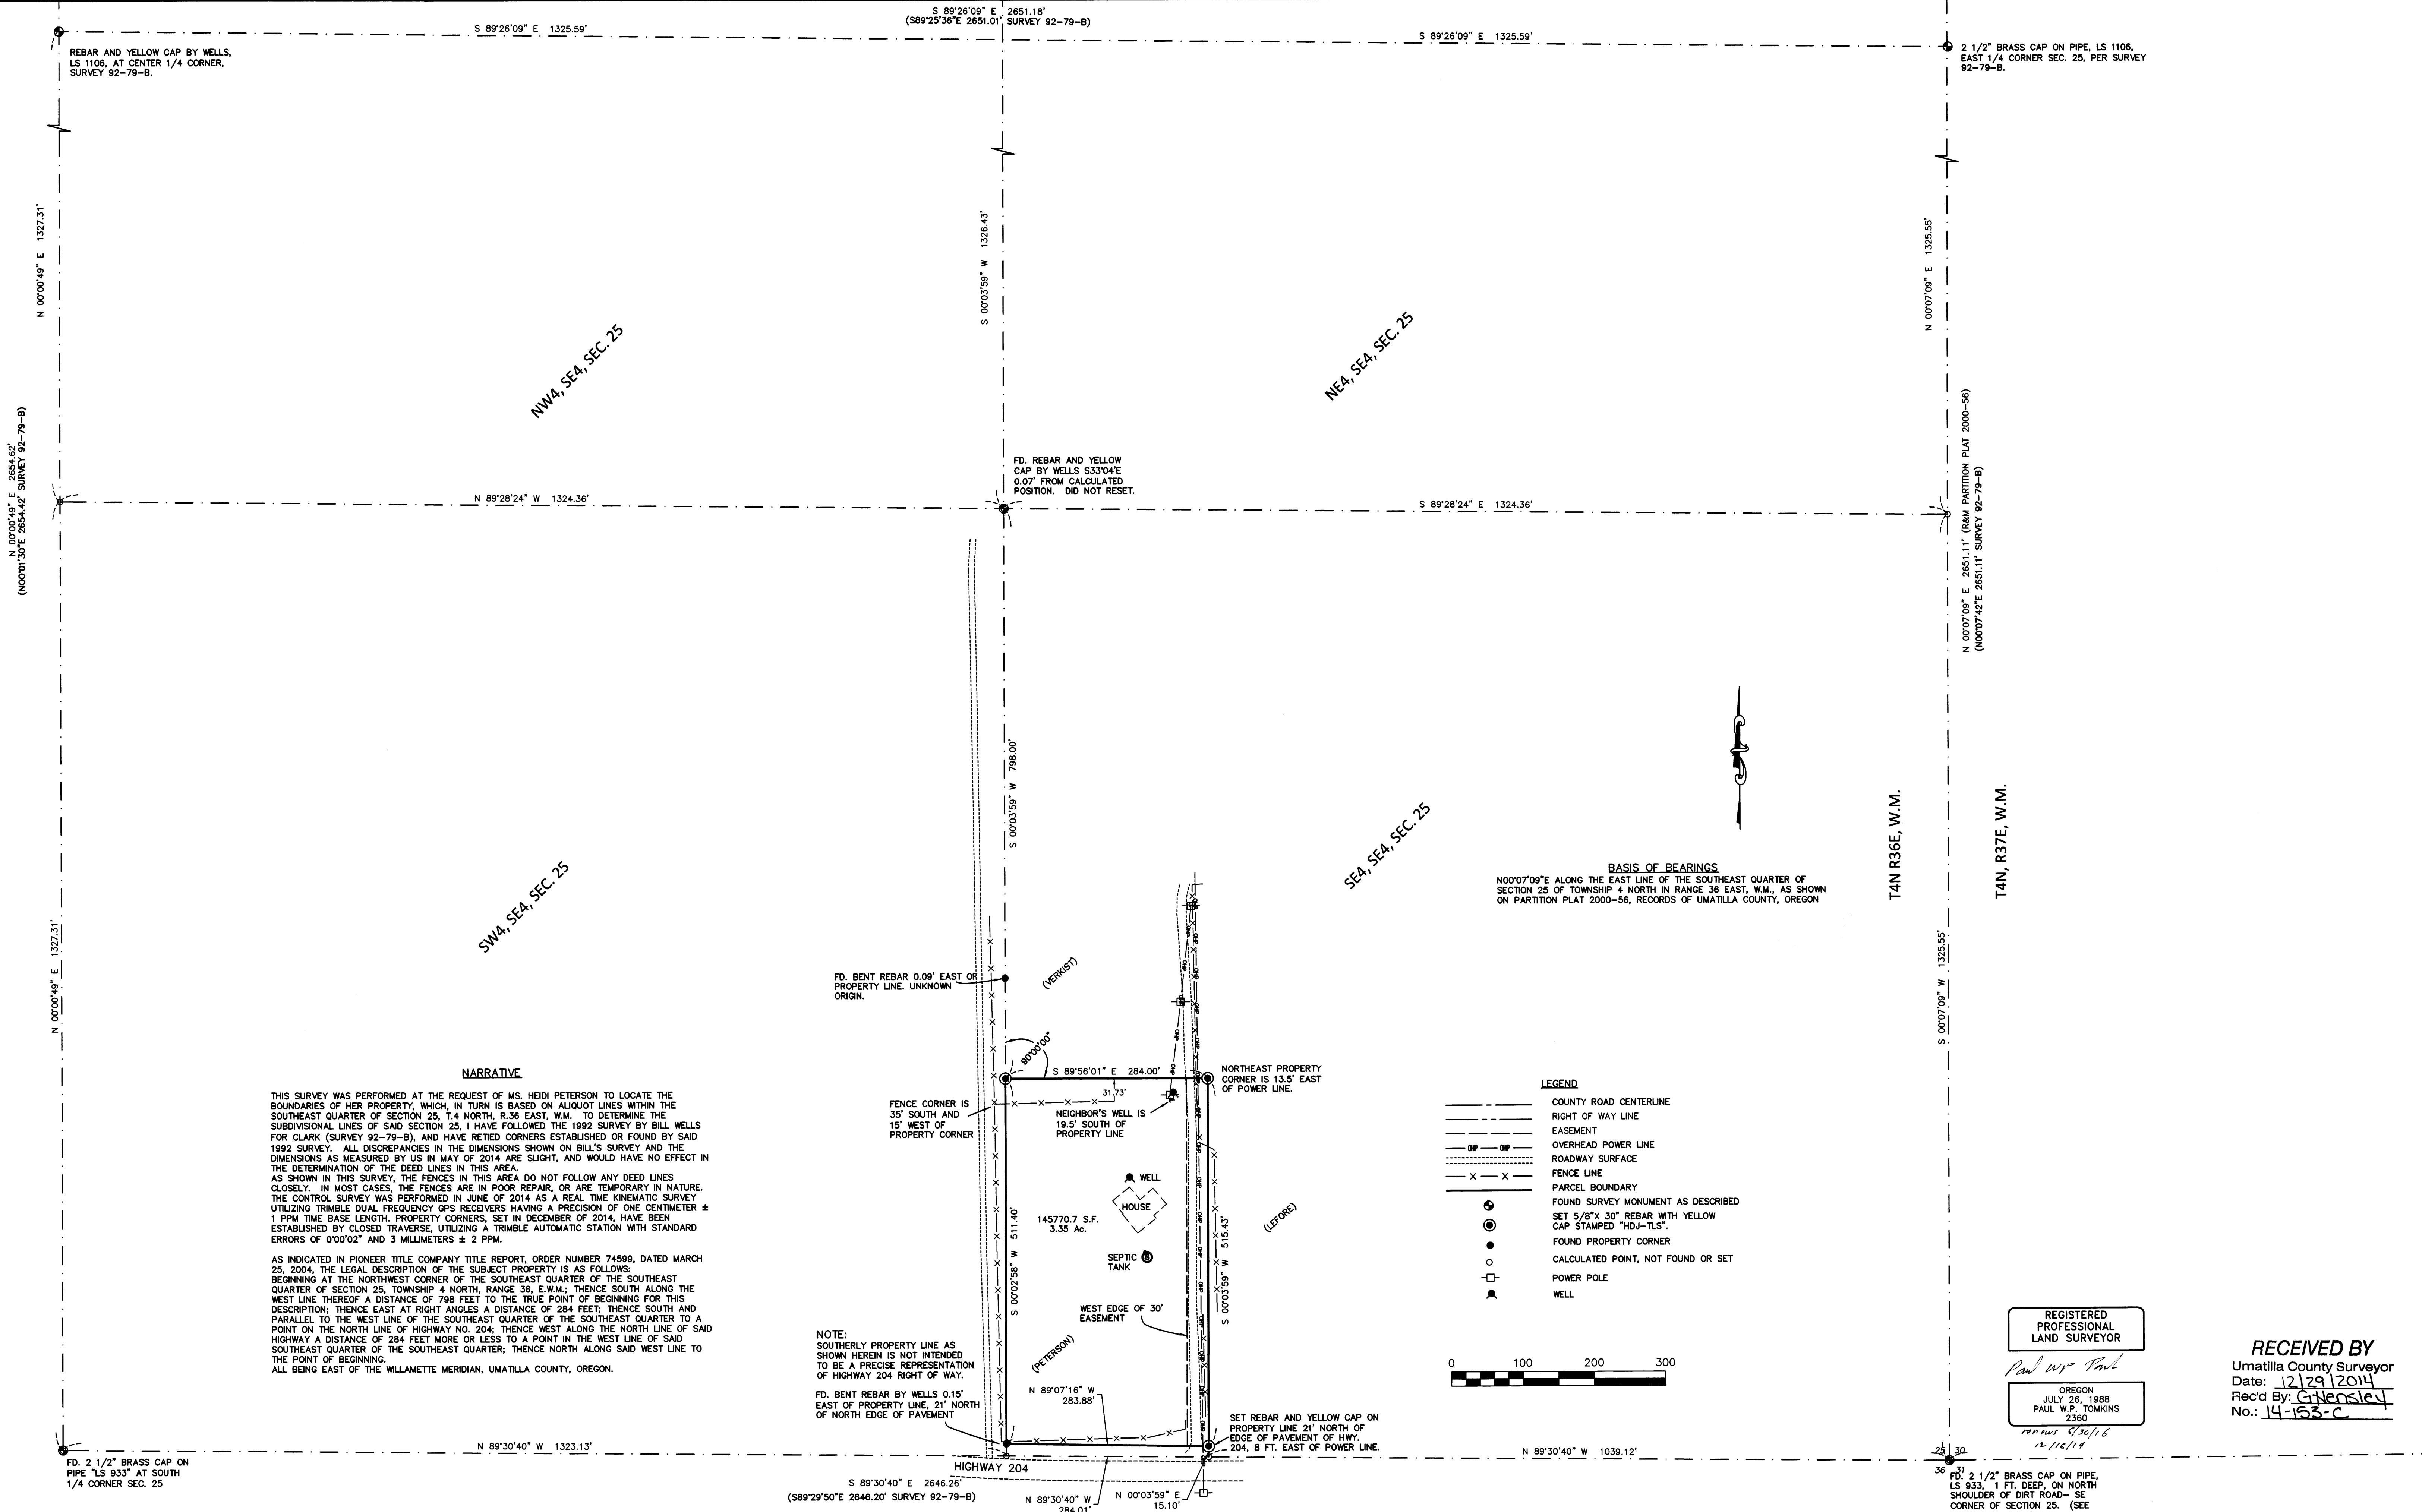 S 89°26'09" E 2651.18'
(S89°25'36"E 2651.01' SURVEY 92-79-B)
S 89°26'09" E 1325.59'
S 89°26'09" E 1325.59'
REBAR AND YELLOW CAP BY WELLS,
LS 1106, AT CENTER 1/4 CORNER,
SURVEY 92-79-B.
2 1/2" BRASS CAP ON PIPE, LS 1106,
EAST 1/4 CORNER SEC. 25, PER SURVEY
92-79-B.
N 00°00'49" E 1327.31'
S 00°03'59" W 1326.43'
N 00°07'09" E 1325.55'
NW4, SE4, SEC. 25
NE4, SE4, SEC. 25
N 00°00'49" E 2654.62'
(N00°01'30"E 2654.42' SURVEY 92-79-B)
N 00°07'09" E 2651.11' (R&M PARTITION PLAT 2000-56)
(N00°07'42"E 2651.11' SURVEY 92-79-B)
FD. REBAR AND YELLOW
CAP BY WELLS S33°04'E
0.07' FROM CALCULATED
POSITION. DID NOT RESET.
N 89°28'24" W 1324.36'
S 89°28'24" E 1324.36'
S 00°03'59" W 798.00'
SW4, SE4, SEC. 25
SE4, SE4, SEC. 25
T4N R36E, W.M.
T4N, R37E, W.M.
BASIS OF BEARINGS
N00°07'09"E ALONG THE EAST LINE OF THE SOUTHEAST QUARTER OF
SECTION 25 OF TOWNSHIP 4 NORTH IN RANGE 36 EAST, W.M., AS SHOWN
ON PARTITION PLAT 2000-56, RECORDS OF UMATILLA COUNTY, OREGON
N 00°00'49" E 1327.31'
S 00°07'09" W 1325.55'
FD. BENT REBAR 0.09' EAST OF
PROPERTY LINE. UNKNOWN
ORIGIN.
(VERKIST)
OHP
OHP
OHP
OHP
90°00'00"
S 89°56'01" E 284.00'
31.73'
NORTHEAST PROPERTY
CORNER IS 13.5' EAST
OF POWER LINE.
FENCE CORNER IS
35' SOUTH AND
15' WEST OF
PROPERTY CORNER
NEIGHBOR'S WELL IS
19.5' SOUTH OF
PROPERTY LINE
WELL
HOUSE
145770.7 S.F.
3.35 Ac.
SEPTIC
TANK
S
(LEFORE)
S 00°02'58" W 511.40'
S 00°03'59" W 515.43'
WEST EDGE OF 30'
EASEMENT
(PETERSON)
N 89°07'16" W
283.88'
NARRATIVE
THIS SURVEY WAS PERFORMED AT THE REQUEST OF MS. HEIDI PETERSON TO LOCATE THE
BOUNDARIES OF HER PROPERTY, WHICH, IN TURN IS BASED ON ALIQUOT LINES WITHIN THE
SOUTHEAST QUARTER OF SECTION 25, T.4 NORTH, R.36 EAST, W.M. TO DETERMINE THE
SUBDIVISIONAL LINES OF SAID SECTION 25, I HAVE FOLLOWED THE 1992 SURVEY BY BILL WELLS
FOR CLARK (SURVEY 92-79-B), AND HAVE RETIED CORNERS ESTABLISHED OR FOUND BY SAID
1992 SURVEY. ALL DISCREPANCIES IN THE DIMENSIONS SHOWN ON BILL'S SURVEY AND THE
DIMENSIONS AS MEASURED BY US IN MAY OF 2014 ARE SLIGHT, AND WOULD HAVE NO EFFECT IN
THE DETERMINATION OF THE DEED LINES IN THIS AREA.
AS SHOWN IN THIS SURVEY, THE FENCES IN THIS AREA DO NOT FOLLOW ANY DEED LINES
CLOSELY. IN MOST CASES, THE FENCES ARE IN POOR REPAIR, OR ARE TEMPORARY IN NATURE.
THE CONTROL SURVEY WAS PERFORMED IN JUNE OF 2014 AS A REAL TIME KINEMATIC SURVEY
UTILIZING TRIMBLE DUAL FREQUENCY GPS RECEIVERS HAVING A PRECISION OF ONE CENTIMETER ±
1 PPM TIME BASE LENGTH. PROPERTY CORNERS, SET IN DECEMBER OF 2014, HAVE BEEN
ESTABLISHED BY CLOSED TRAVERSE, UTILIZING A TRIMBLE AUTOMATIC STATION WITH STANDARD
ERRORS OF 0°00'02" AND 3 MILLIMETERS ± 2 PPM.
AS INDICATED IN PIONEER TITLE COMPANY TITLE REPORT, ORDER NUMBER 74599, DATED MARCH
25, 2004, THE LEGAL DESCRIPTION OF THE SUBJECT PROPERTY IS AS FOLLOWS:
BEGINNING AT THE NORTHWEST CORNER OF THE SOUTHEAST QUARTER OF THE SOUTHEAST
QUARTER OF SECTION 25, TOWNSHIP 4 NORTH, RANGE 36, E.W.M.; THENCE SOUTH ALONG THE
WEST LINE THEREOF A DISTANCE OF 798 FEET TO THE TRUE POINT OF BEGINNING FOR THIS
DESCRIPTION; THENCE EAST AT RIGHT ANGLES A DISTANCE OF 284 FEET; THENCE SOUTH AND
PARALLEL TO THE WEST LINE OF THE SOUTHEAST QUARTER OF THE SOUTHEAST QUARTER TO A
POINT ON THE NORTH LINE OF HIGHWAY NO. 204; THENCE WEST ALONG THE NORTH LINE OF SAID
HIGHWAY A DISTANCE OF 284 FEET MORE OR LESS TO A POINT IN THE WEST LINE OF SAID
SOUTHEAST QUARTER OF THE SOUTHEAST QUARTER; THENCE NORTH ALONG SAID WEST LINE TO
THE POINT OF BEGINNING.
ALL BEING EAST OF THE WILLAMETTE MERIDIAN, UMATILLA COUNTY, OREGON.
NOTE:
SOUTHERLY PROPERTY LINE AS
SHOWN HEREIN IS NOT INTENDED
TO BE A PRECISE REPRESENTATION
OF HIGHWAY 204 RIGHT OF WAY.
FD. BENT REBAR BY WELLS 0.15'
EAST OF PROPERTY LINE, 21' NORTH
OF NORTH EDGE OF PAVEMENT
SET REBAR AND YELLOW CAP ON
PROPERTY LINE 21' NORTH OF
EDGE OF PAVEMENT OF HWY.
204, 8 FT. EAST OF POWER LINE.
LEGEND
COUNTY ROAD CENTERLINE
RIGHT OF WAY LINE
EASEMENT
OHP OHP OVERHEAD POWER LINE
ROADWAY SURFACE
X X FENCE LINE
PARCEL BOUNDARY
FOUND SURVEY MONUMENT AS DESCRIBED
SET 5/8"X 30" REBAR WITH YELLOW
CAP STAMPED "HDJ-TLS".
FOUND PROPERTY CORNER
CALCULATED POINT, NOT FOUND OR SET
POWER POLE
WELL
0 100 200 300
REGISTERED
PROFESSIONAL
LAND SURVEYOR
OREGON
JULY 26, 1988
PAUL W.P. TOMKINS
2360
renews 6/30/16
12/16/14
RECEIVED BY
Umatilla County Surveyor
Date: 12/29/2014
Rec'd By: GHensley
No.: 14-153-C
N 89°30'40" W 1323.13'
N 89°30'40" W 1039.12'
FD. 2 1/2" BRASS CAP ON
PIPE "LS 933" AT SOUTH
1/4 CORNER SEC. 25
HIGHWAY 204
S 89°30'40" E 2646.26'
(S89°29'50"E 2646.20' SURVEY 92-79-B)
N 89°30'40" W
284.01'
N 00°03'59" E
15.10'
25 30
36 31
FD. 2 1/2" BRASS CAP ON PIPE,
LS 933, 1 FT. DEEP, ON NORTH
SHOULDER OF DIRT ROAD- SE
CORNER OF SECTION 25. (SEE